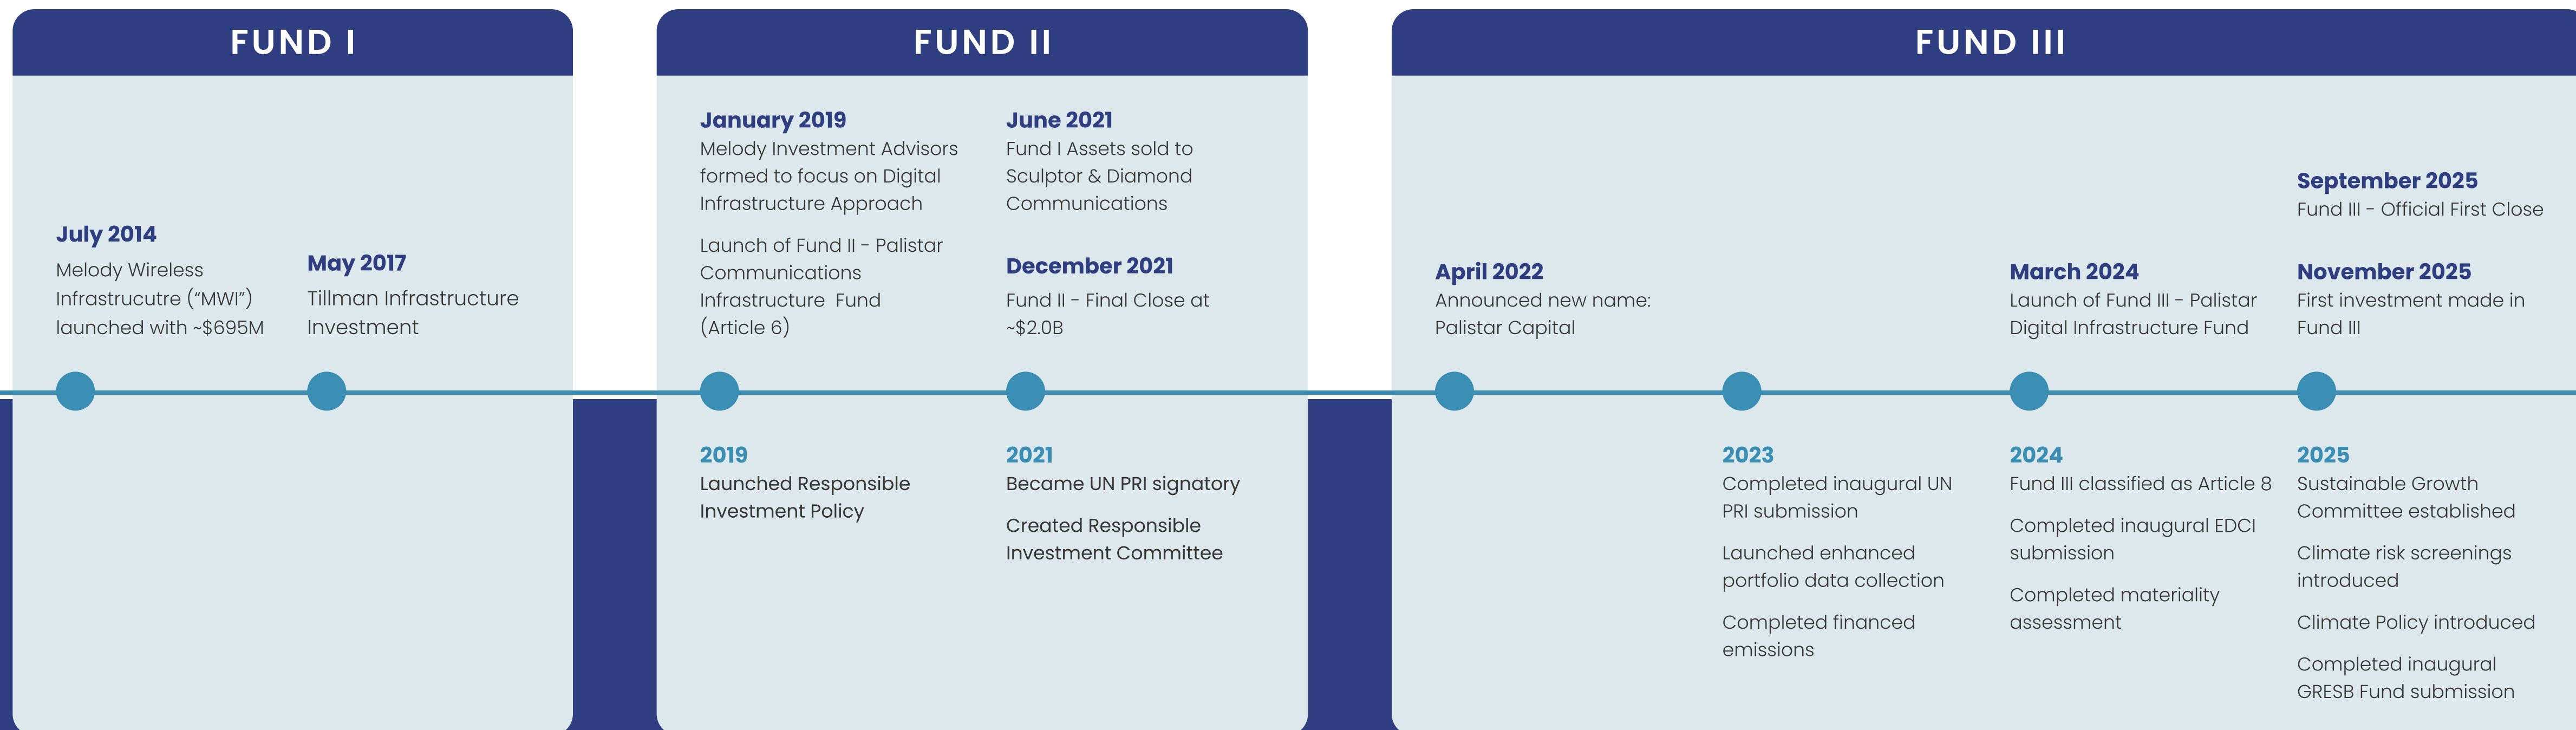 FUND I
July 2014
Melody Wireless
Infrastrucutre (“MWI”)
launched with ~$695M
May 2017
Tillman Infrastructure
Investment
FUND II
January 2019
Melody Investment Advisors
formed to focus on Digital
Infrastructure Approach
Launch of Fund II - Palistar
Communications
Infrastructure Fund
(Article 6)
June 2021
Fund I Assets sold to
Sculptor & Diamond
Communications
December 2021
Fund II - Final Close at
~$2.0B
2019
Launched Responsible
Investment Policy
2021
Became UN PRI signatory
Created Responsible
Investment Committee
FUND III
April 2022
Announced new name:
Palistar Capital
March 2024
Launch of Fund III - Palistar
Digital Infrastructure Fund
September 2025
Fund III - Official First Close
November 2025
First investment made in
Fund III
2023
Completed inaugural UN
PRI submission
Launched enhanced
portfolio data collection
Completed financed
emissions
2024
Fund III classified as Article 8
Completed inaugural EDCI
submission
Completed materiality
assessment
2025
Sustainable Growth
Committee established
Climate risk screenings
introduced
Climate Policy introduced
Completed inaugural
GRESB Fund submission